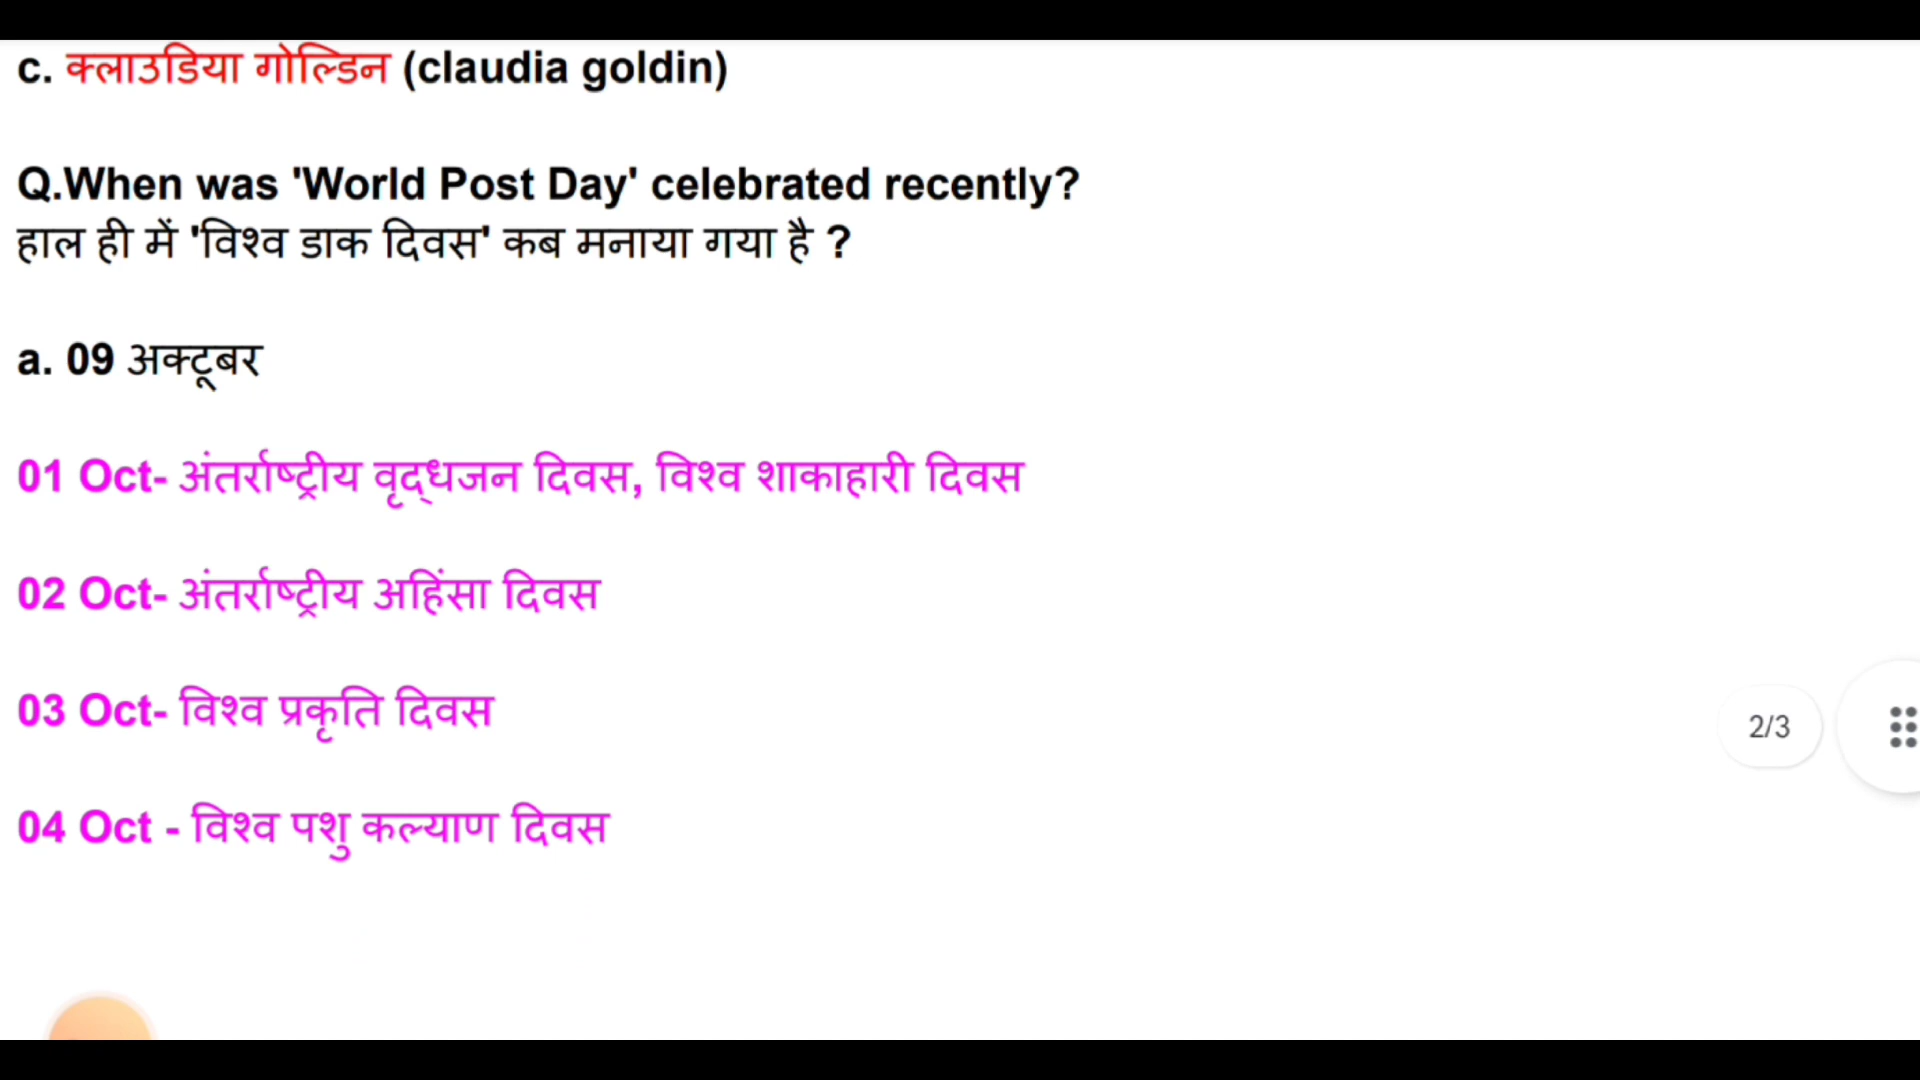 c. क्लाउडिया गोल्डिन (claudia goldin)
Q.When was 'World Post Day' celebrated recently?
हाल ही में 'विश्व डाक दिवस' कब मनाया गया है ?
a. 09 अक्टूबर
01 Oct- अंतर्राष्ट्रीय वृद्धजन दिवस, विश्व शाकाहारी दिवस
02 Oct- अंतर्राष्ट्रीय अहिंसा दिवस
03 Oct- विश्व प्रकृति दिवस
2/3
04 Oct - विश्व पशु कल्याण दिवस